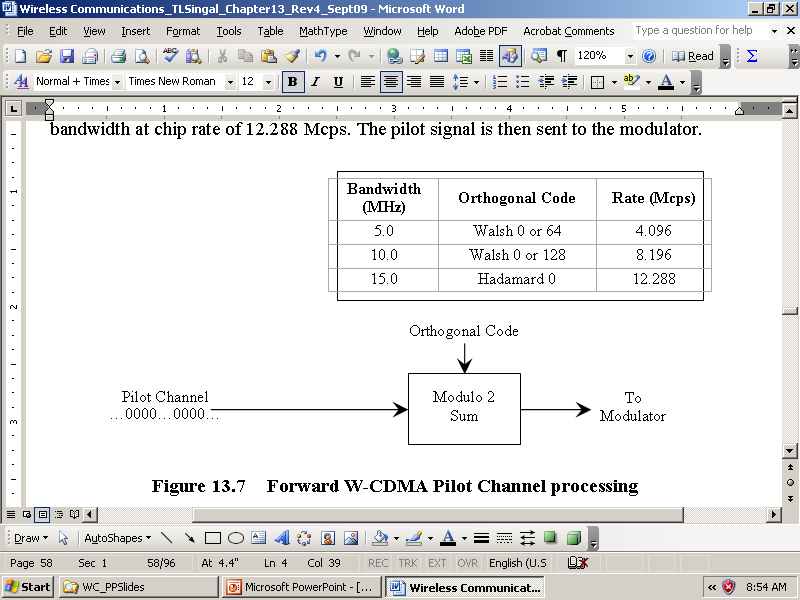 Wireless Communications_TLSingal_Chapter13_Rev4_Sept09 - Microsoft Word
File Edit View Insert Format Tools Table MathType Window Help Adobe PDF Acrobat Comments Type a question for help
120% Read
Normal + Times Times New Roman 12 B I U
1 2 3 4 5
bandwidth at chip rate of 12.288 Mcps. The pilot signal is then sent to the modulator.
Bandwidth (MHz) Orthogonal Code Rate (Mcps)
5.0 Walsh 0 or 64 4.096
10.0 Walsh 0 or 128 8.196
15.0 Hadamard 0 12.288
Orthogonal Code
Pilot Channel
…0000…0000…
Modulo 2
Sum
To
Modulator
Figure 13.7 Forward W-CDMA Pilot Channel processing
Draw AutoShapes
Page 58 Sec 1 58/96 At 4.4" Ln 4 Col 39 REC TRK EXT OVR English (U.S
Start WC_PPSlides Microsoft PowerPoint - [... Wireless Communicat... 8:54 AM